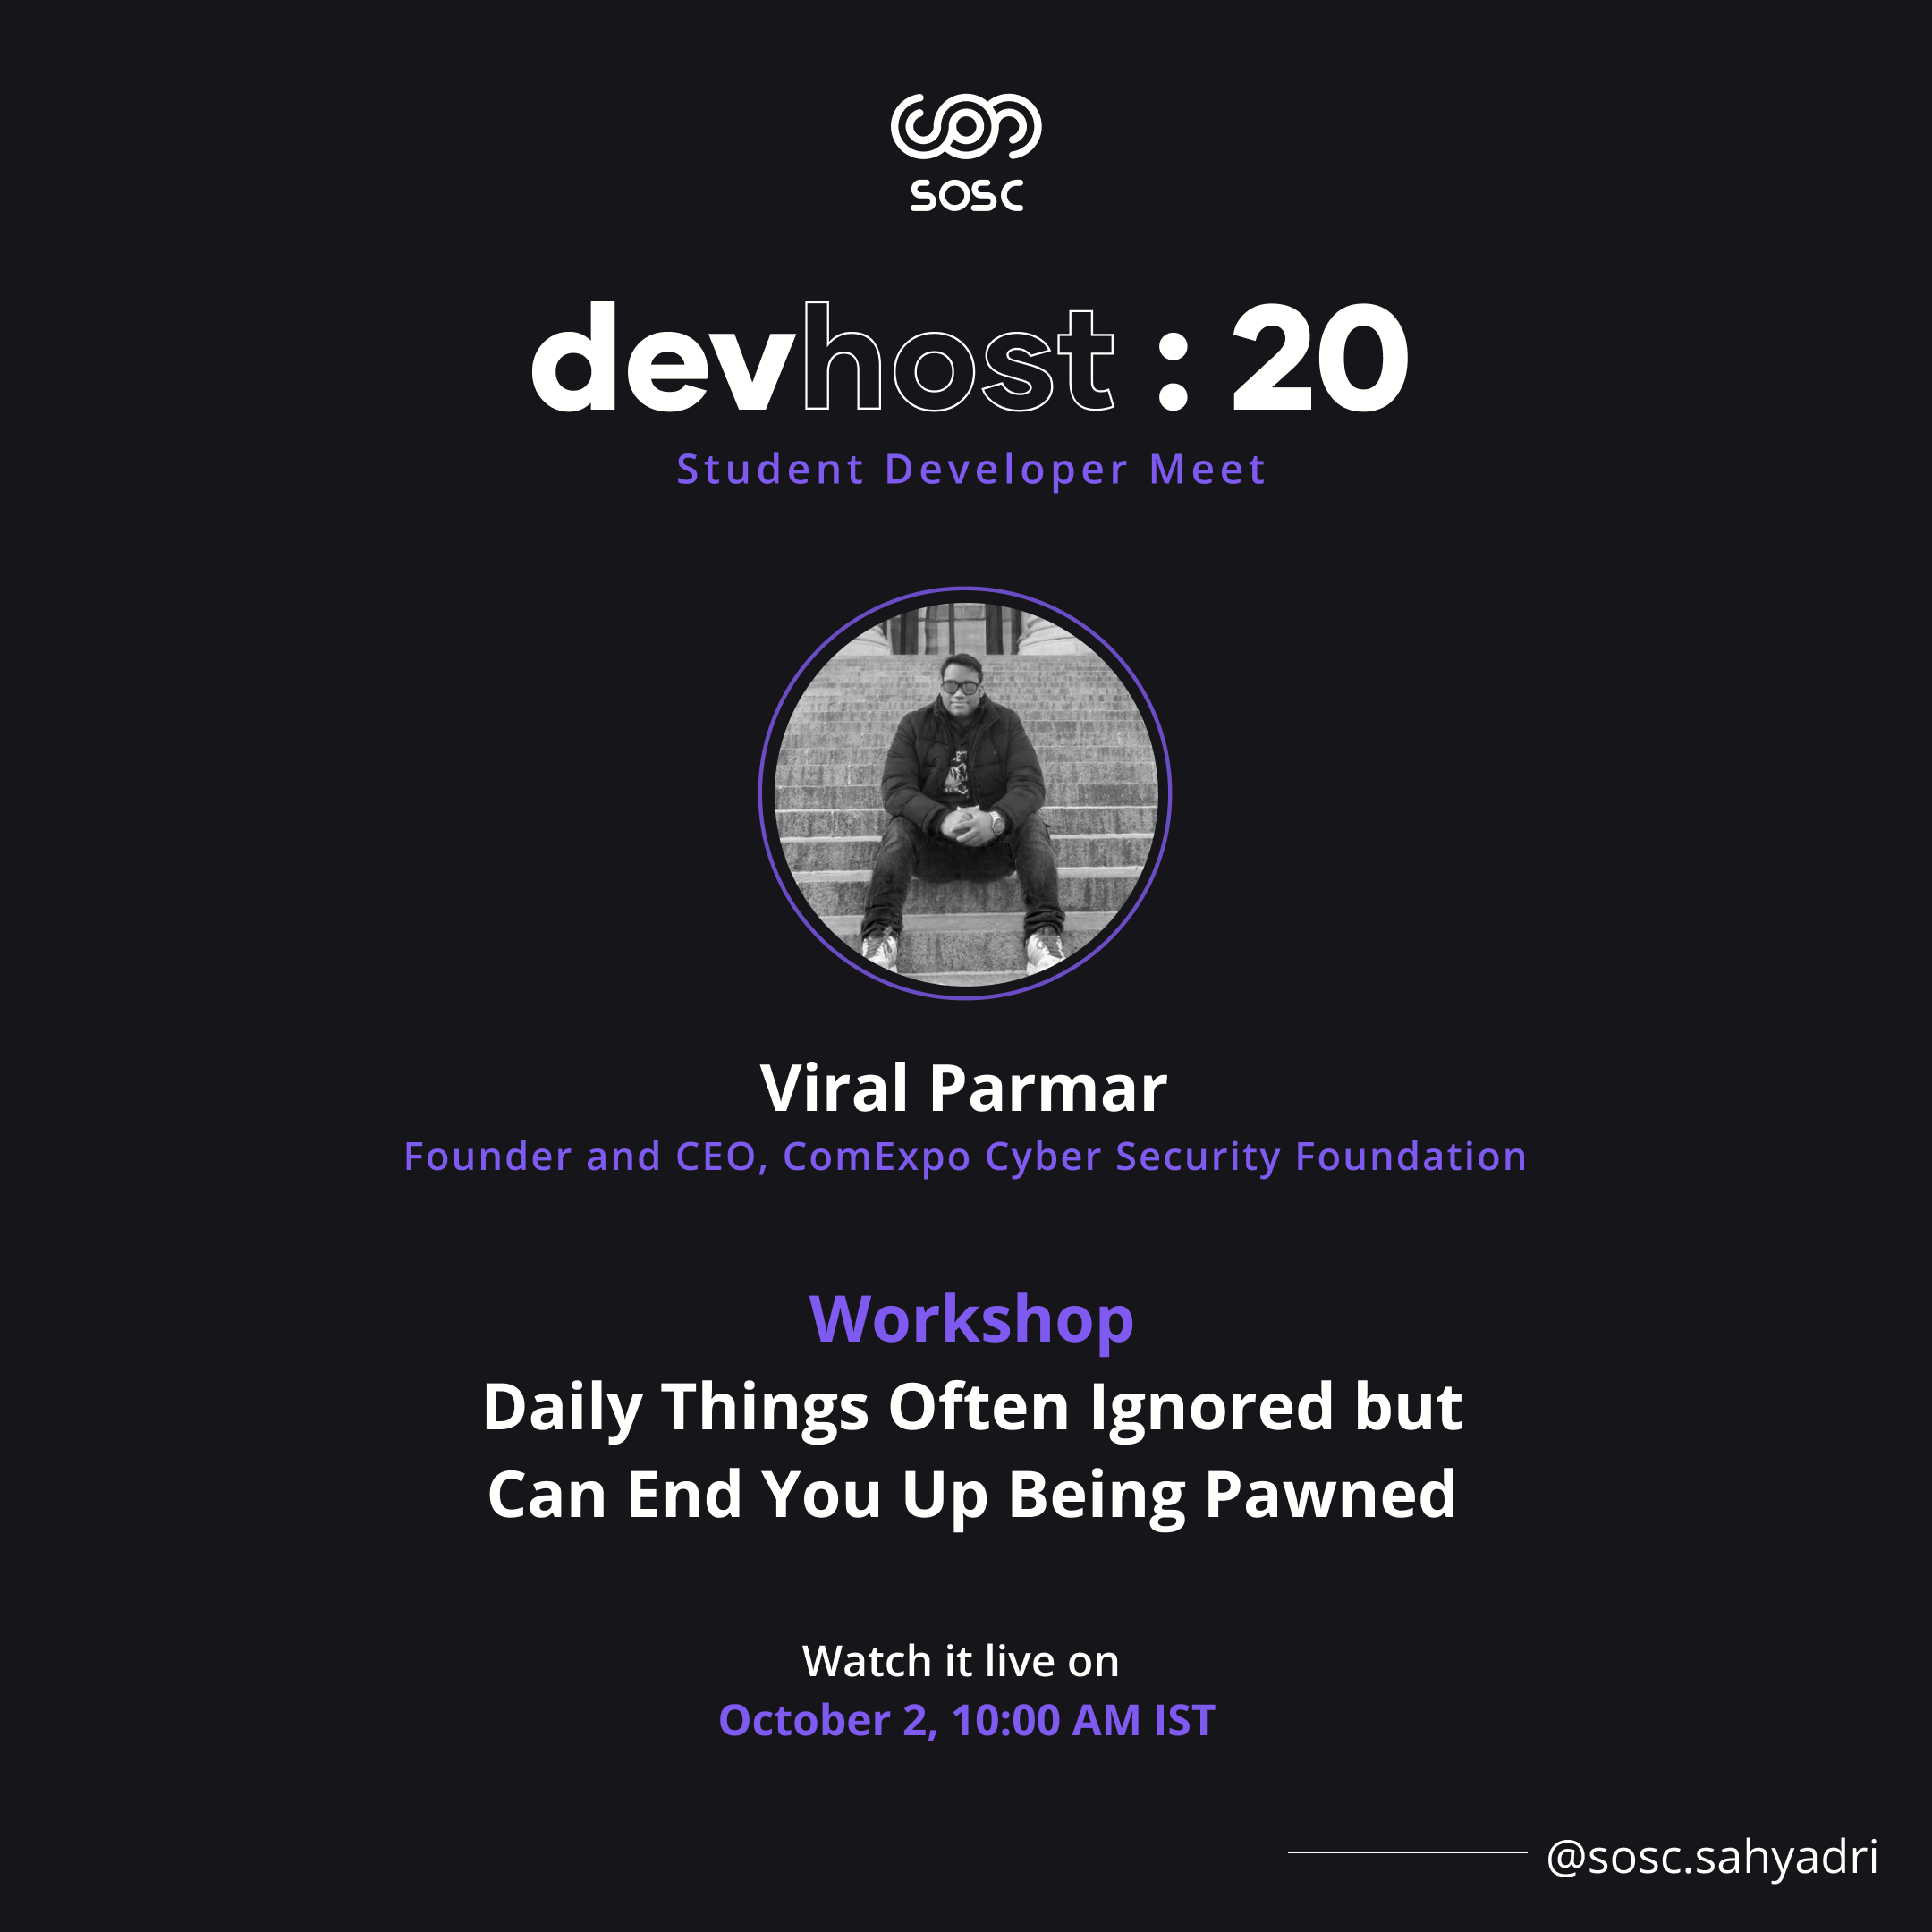 sosc
devhost : 20
Student Developer Meet
Viral Parmar
Founder and CEO, ComExpo Cyber Security Foundation
Workshop
Daily Things Often Ignored but
Can End You Up Being Pawned
Watch it live on
October 2, 10:00 AM IST
@sosc.sahyadri